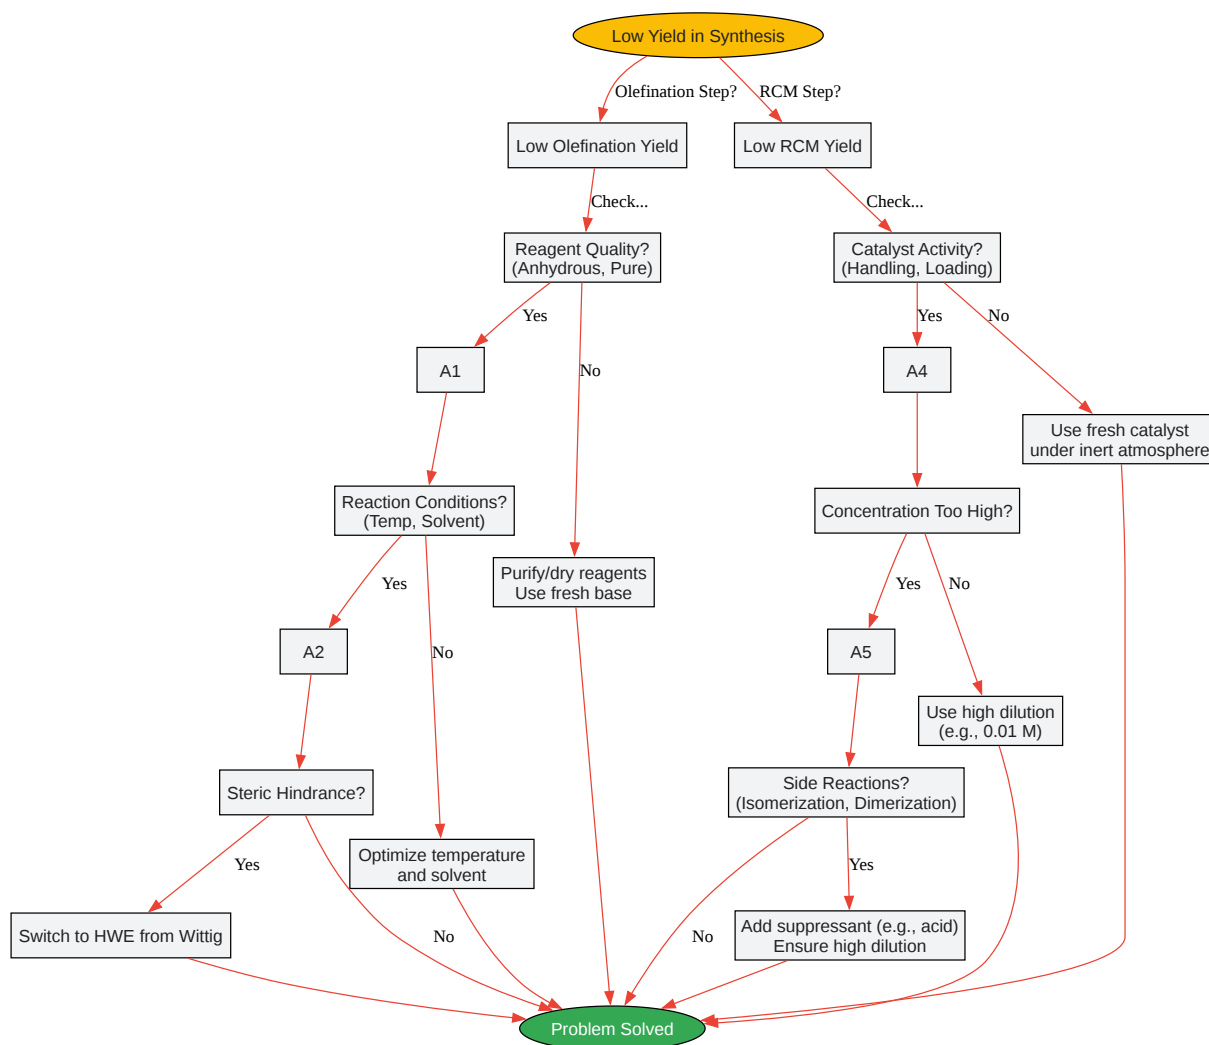 Low Yield in Synthesis
Olefination Step?
RCM Step?
Low Olefination Yield
Low RCM Yield
Check...
Check...
Reagent Quality?
(Anhydrous, Pure)
Catalyst Activity?
(Handling, Loading)
Yes
Yes
No
A1
No
A4
Use fresh catalyst
under inert atmosphere
Reaction Conditions?
(Temp, Solvent)
Concentration Too High?
Yes
Purify/dry reagents
Use fresh base
Yes
No
A2
No
A5
Use high dilution
(e.g., 0.01 M)
Steric Hindrance?
Side Reactions?
(Isomerization, Dimerization)
Yes
Optimize temperature
and solvent
Yes
Switch to HWE from Wittig
No
No
Add suppressant (e.g., acid)
Ensure high dilution
Problem Solved